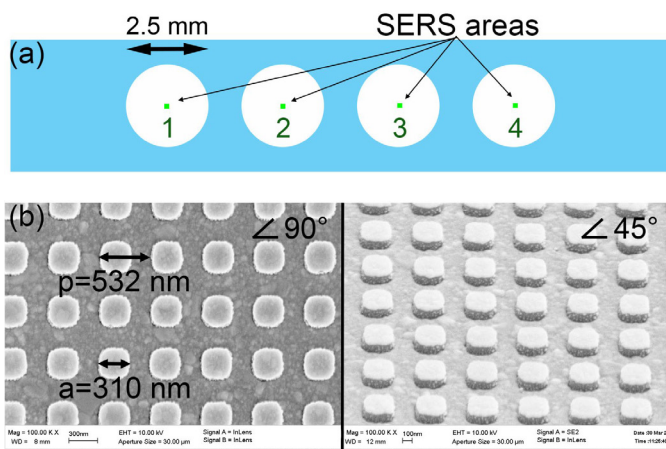 2.5 mm
SERS areas
(a)
1 2 3 4
(b)
∠90°
∠45°
p=532 nm
a=310 nm
Mag = 100.00 K X 300nm EHT = 10.00 kV Signal A = InLens
WD = 8 mm Aperture Size = 30.00 µm Signal B = InLens
Mag = 100.00 K X 100nm EHT = 10.00 kV Signal A = SE2
WD = 12 mm Aperture Size = 30.00 µm Signal B = InLens